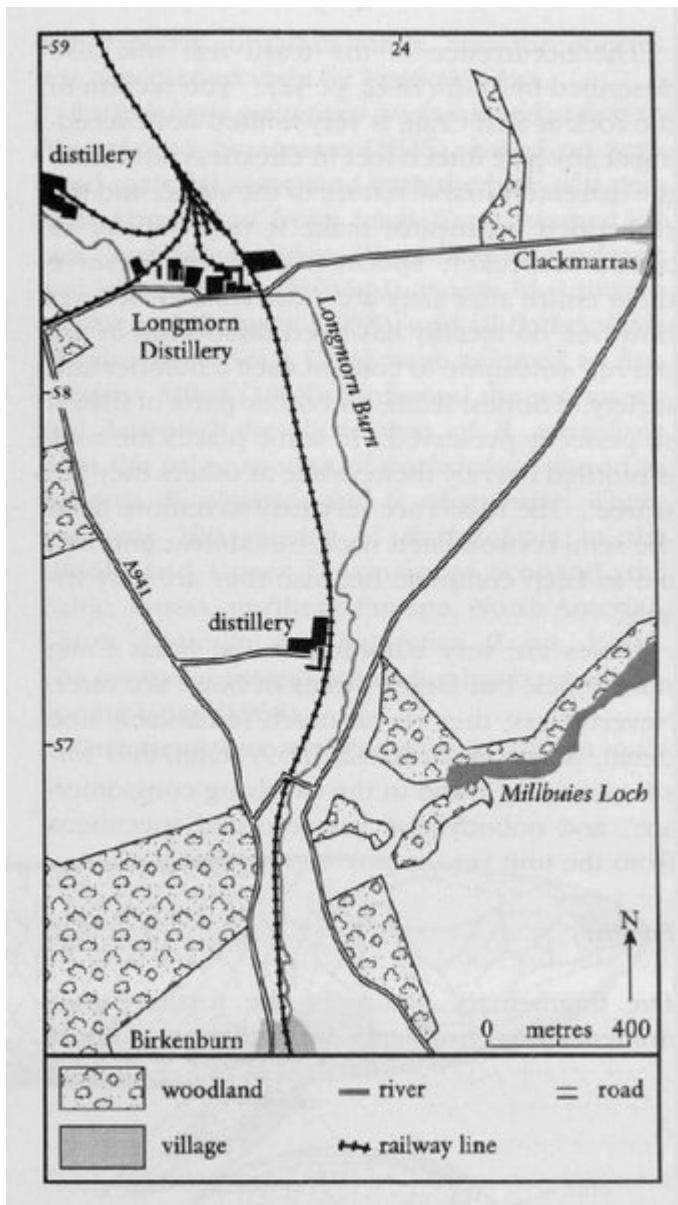 59
24
distillery
Clackmarras
Longmorn
Distillery
Longmorn Burn
58
A941
distillery
57
Millbuies Loch
N
0 metres 400
Birkenburn
woodland
river
road
village
railway line